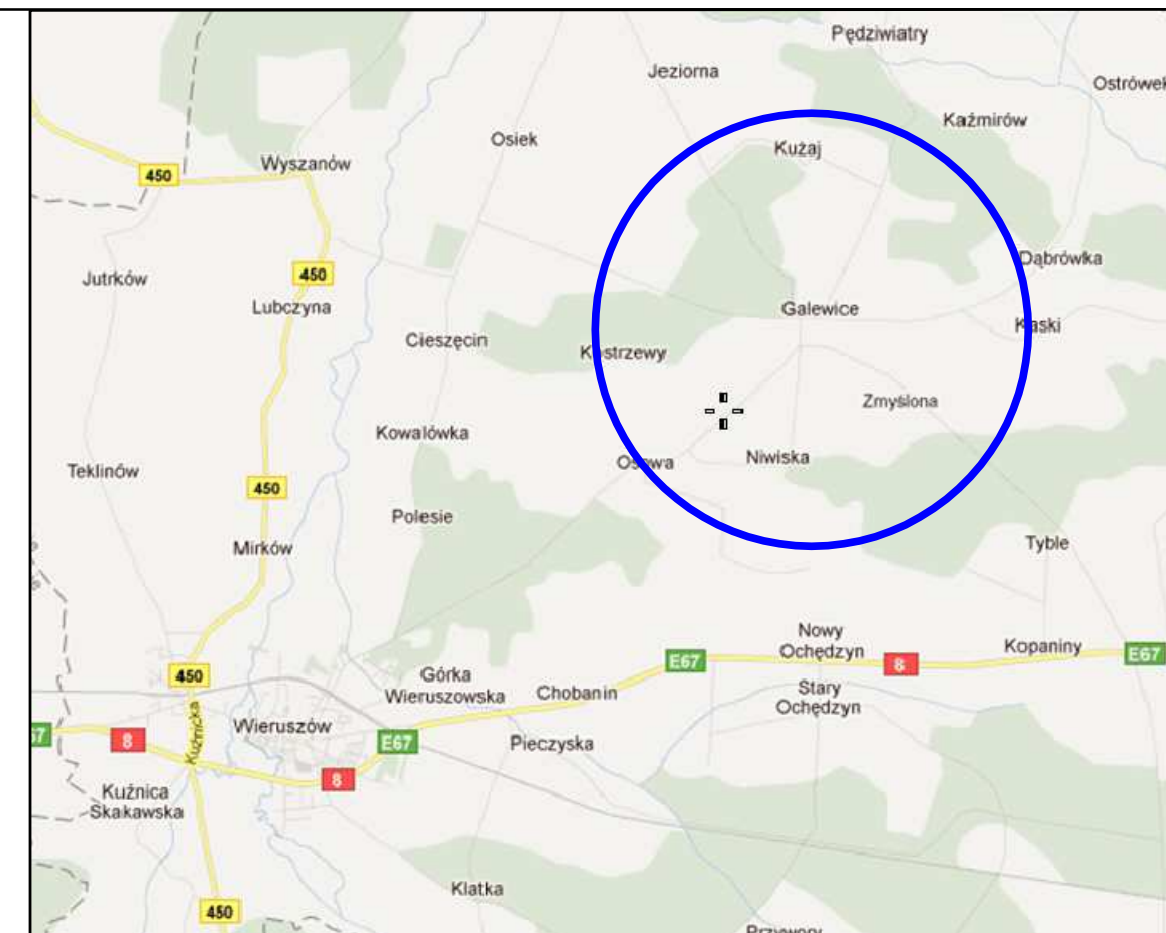 Pędziwiatry
Jeziorna
Ostrówek
Kaźmirów
Osiek
Kużaj
Wyszanów
450
Dąbrówka
Jutrków
450
Lubczyna
Galewice
Kaski
Cieszęcin
Kostrzewy
Zmyślona
Kowalówka
Osowa
Niwiska
Teklinów
450
Polesie
Mirków
Tyble
Nowy
Ochędzyn
Kopaniny
E67
8
E67
450
Górka
Wieruszowska
Chobanin
Stary
Ochędzyn
Kuźnicka
Wieruszów
67
8
E67
Pieczyska
8
Kuźnica
Skakawska
Klatka
450
Przywory